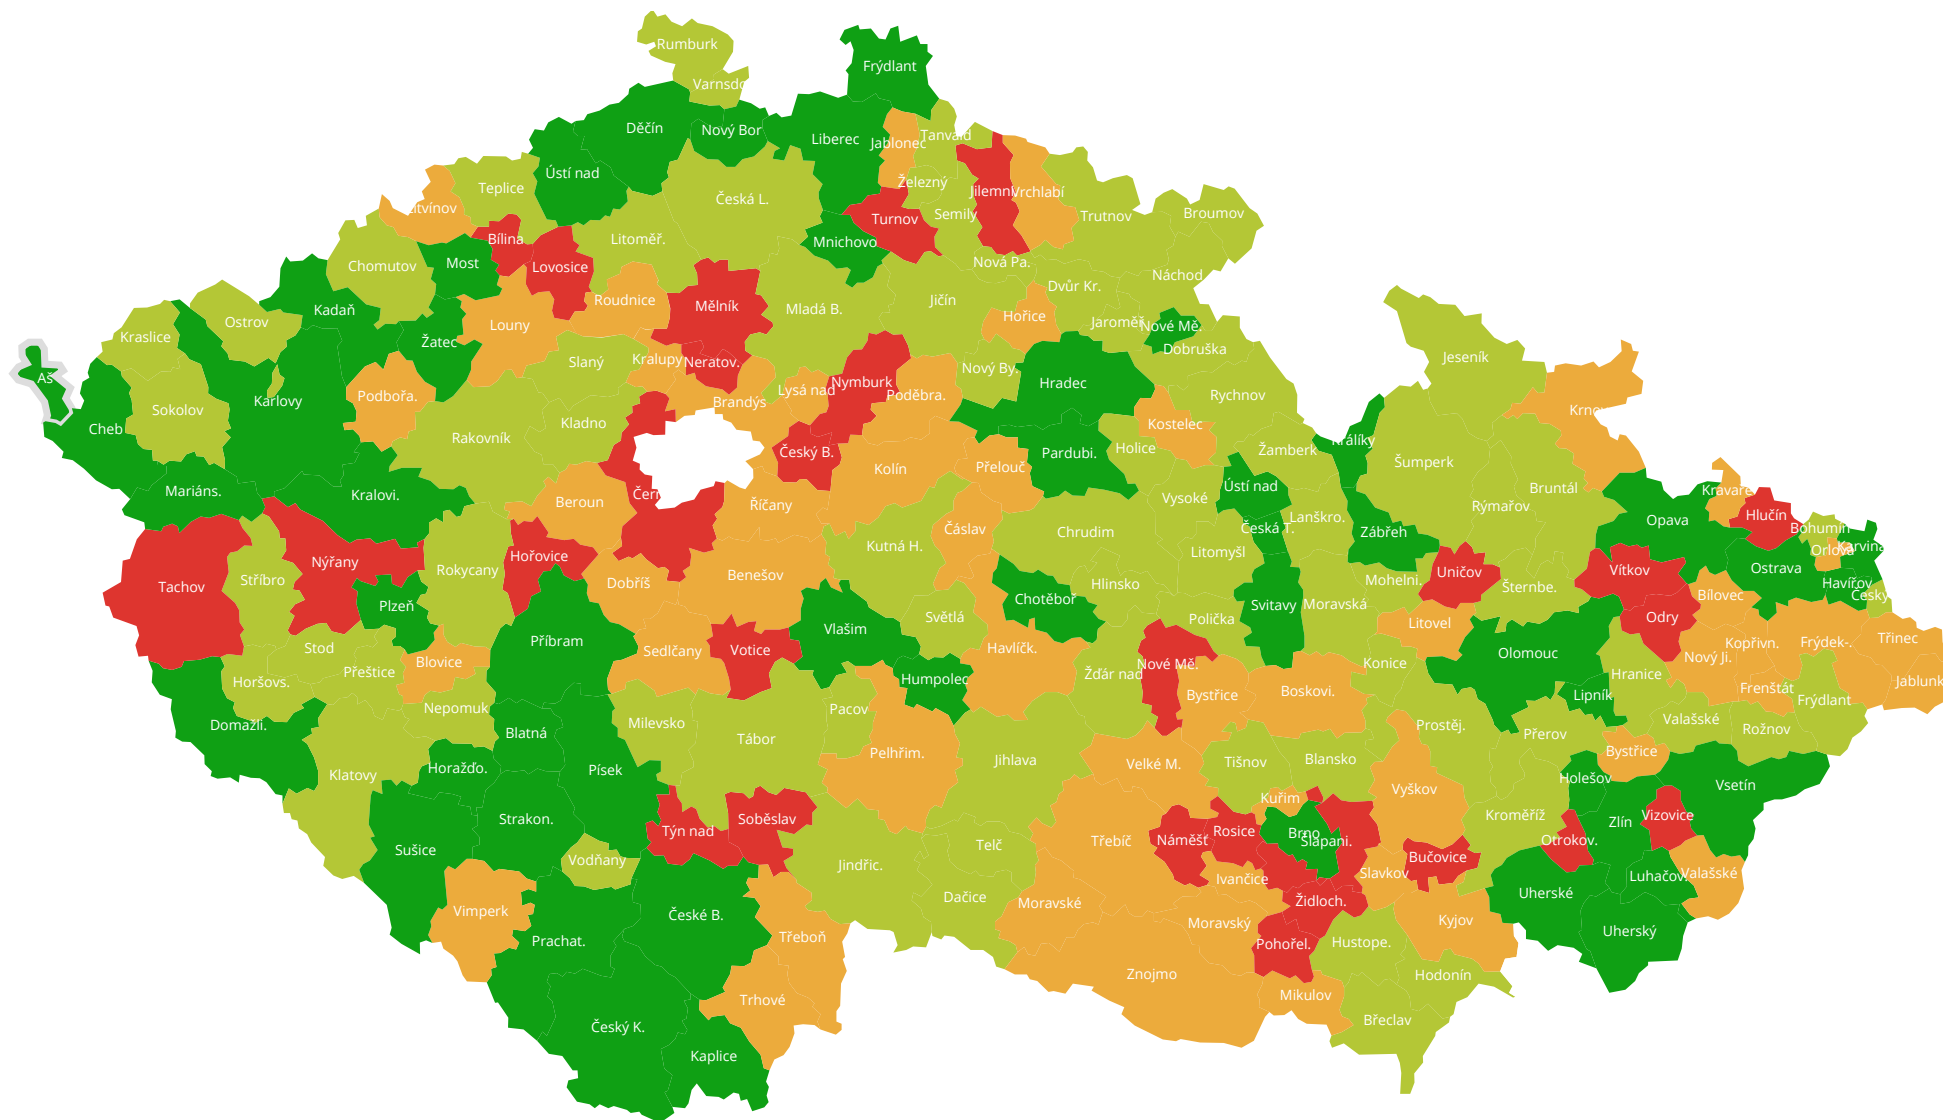 Rumburk
Frýdlant
Varnsdo
Děčín
Nový Bor
Liberec
Tanvald
Jablonec
Ústí nad
Železný
Teplice
Jilemni
Vrchlabí
Česká L.
tvínov
Turnov
Semily
Trutnov
Broumov
Bílina
Litoměř.
Mnichovo
Most
Chomutov
Lovosice
Nová Pa.
Náchod
Dvůr Kr.
Roudnice
Mělník
Mladá B.
Jičín
Kadaň
Ostrov
Louny
Hořice
Jaroměř
Nové Mě.
Kraslice
Žatec
Dobruška
Slaný
Kralupy
Neratov.
Jeseník
Nový By.
Aš
Nymburk
Hradec
Lysá nad
Poděbra.
Podbořa.
Rychnov
Karlovy
Brandýs
Sokolov
Krno
Kladno
Kostelec
Cheb
Rakovník
Králíky
Holice
Žamberk
Český B.
Pardubi.
Šumperk
Kolín
Přelouč
Mariáns.
Kralovi.
Čern
Ústí nad
Bruntál
Kravaře
Vysoké
Beroun
Říčany
Rýmařov
Hlučín
Lanškro.
Opava
Čáslav
Česká T.
Bohumín
Chrudim
Zábřeh
Kutná H.
Karviná
Orlová
Litomyšl
Hořovice
Nýřany
Rokycany
Vítkov
Ostrava
Uničov
Benešov
Stříbro
Mohelni.
Dobříš
Hlinsko
Havířov
Tachov
Šternbe.
Bílovec
Český
Chotěboř
Plzeň
Svitavy
Moravská
Světlá
Odry
Polička
Litovel
Vlašim
Třinec
Příbram
Frýdek-.
Kopřivn.
Stod
Havlíčk.
Votice
Sedlčany
Olomouc
Nový Ji.
Blovice
Konice
Nové Mě.
Přeštice
Žďár nad
Hranice
Humpolec
Jablunk
Horšovs.
Frenštát
Boskovi.
Lipník
Bystřice
Frýdlant
Nepomuk
Pacov
Milevsko
Valašské
Domažli.
Prostěj.
Rožnov
Blatná
Přerov
Tábor
Bystřice
Pelhřim.
Jihlava
Blansko
Tišnov
Velké M.
Horažďo.
Písek
Klatovy
Holešov
Vsetín
Vyškov
Kuřim
Kroměříž
Vizovice
Strakon.
Soběslav
Zlín
Týn nad
Rosice
Brno
Náměšť
Třebíč
Šlapani.
Otrokov.
Telč
Sušice
Bučovice
Vodňany
Jindřic.
Slavkov
Valašské
Luhačov.
Ivančice
Uherské
Dačice
Židloch.
Moravské
Vimperk
České B.
Kyjov
Moravský
Uherský
Třeboň
Prachat.
Hustope.
Pohořel.
Znojmo
Hodonín
Mikulov
Trhové
Břeclav
Český K.
Kaplice